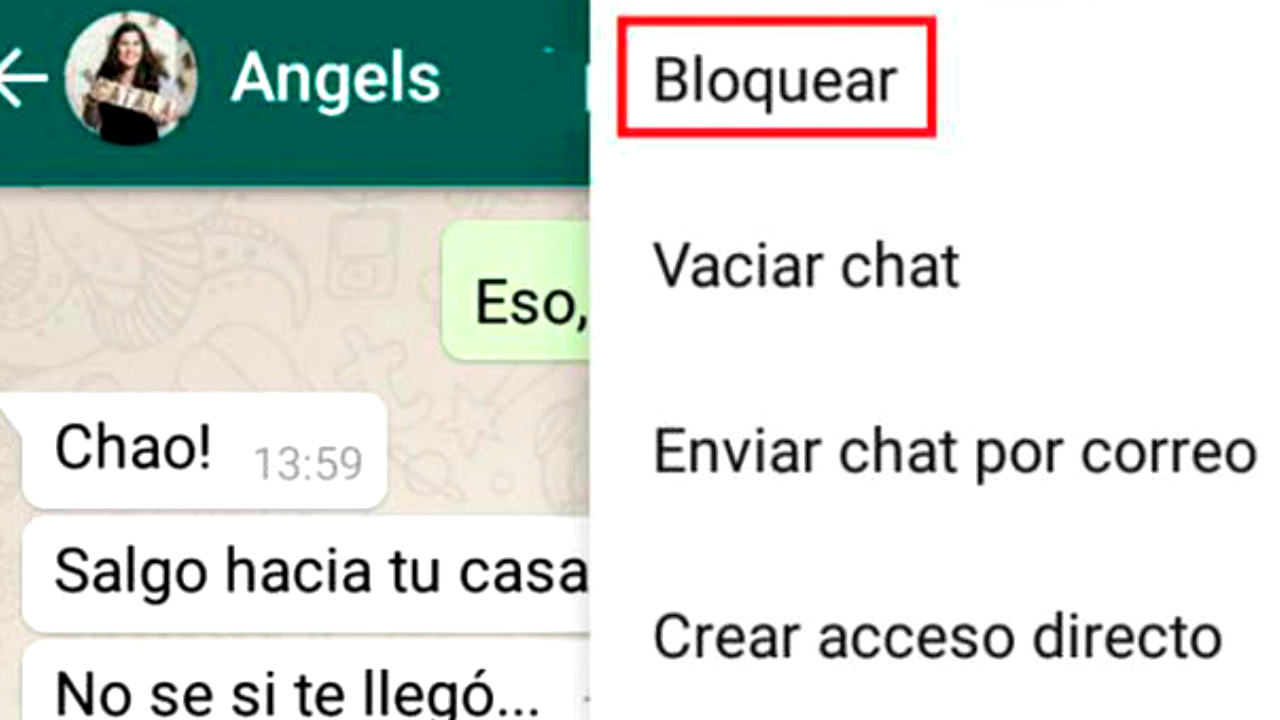 Angels
Eso,
Chao! 13:59
Salgo hacia tu casa
No se si te llegó...
Bloquear
Vaciar chat
Enviar chat por correo
Crear acceso directo